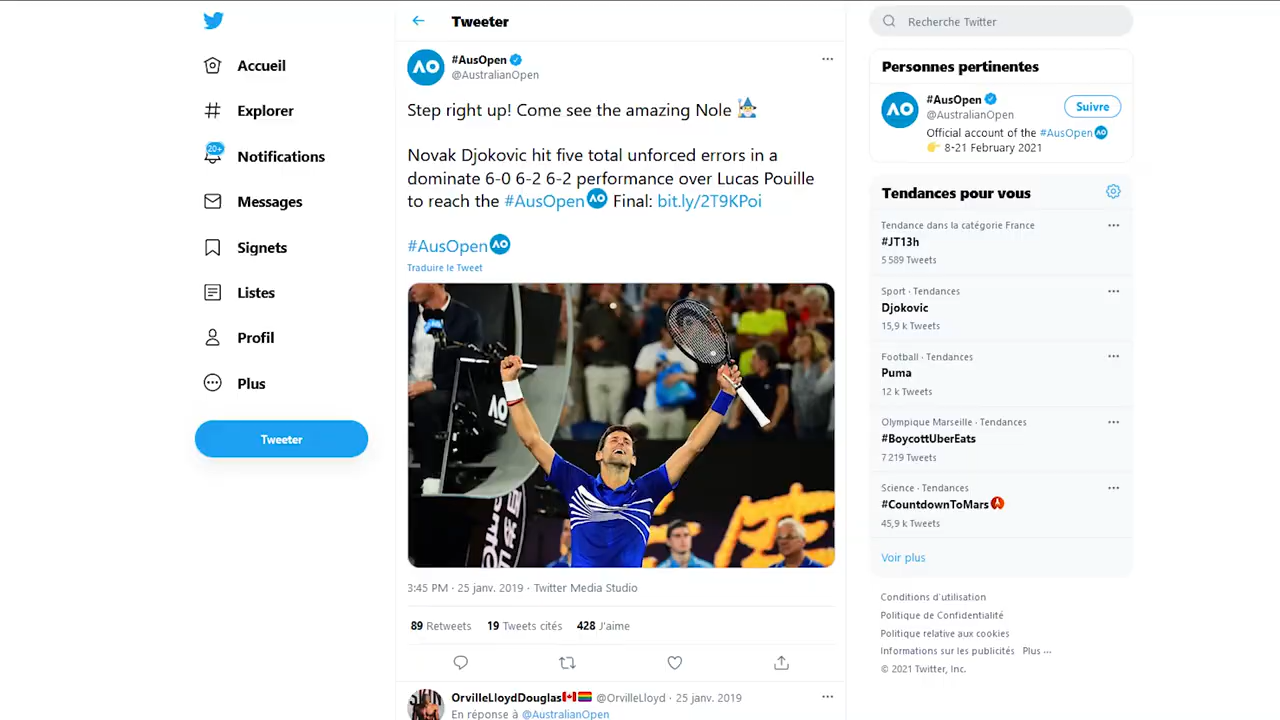 Tweeter
Recherche Twitter
Accueil
Explorer
20+
Notifications
Messages
Signets
Listes
Profil
Plus
Tweeter
#AusOpen
@AustralianOpen
Step right up! Come see the amazing Nole
Novak Djokovic hit five total unforced errors in a
dominate 6-0 6-2 6-2 performance over Lucas Pouille
to reach the #AusOpen AO Final: bit.ly/2T9KPoi
#AusOpen AO
Traduire le Tweet
AO
3:45 PM · 25 janv. 2019 · Twitter Media Studio
89 Retweets 19 Tweets cités 428 J'aime
OrvilleLloydDouglas @OrvilleLloyd · 25 janv. 2019
En réponse à @AustralianOpen
Personnes pertinentes
AO
#AusOpen
@AustralianOpen
Suivre
Official account of the #AusOpen AO
8-21 February 2021
Tendances pour vous
Tendance dans la catégorie France
#JT13h
5 589 Tweets
Sport · Tendances
Djokovic
15,9 k Tweets
Football · Tendances
Puma
12 k Tweets
Olympique Marseille · Tendances
#BoycottUberEats
7 219 Tweets
Science · Tendances
#CountdownToMars
45,9 k Tweets
Voir plus
Conditions d'utilisation
Politique de Confidentialité
Politique relative aux cookies
Informations sur les publicités Plus ···
© 2021 Twitter, Inc.
AO